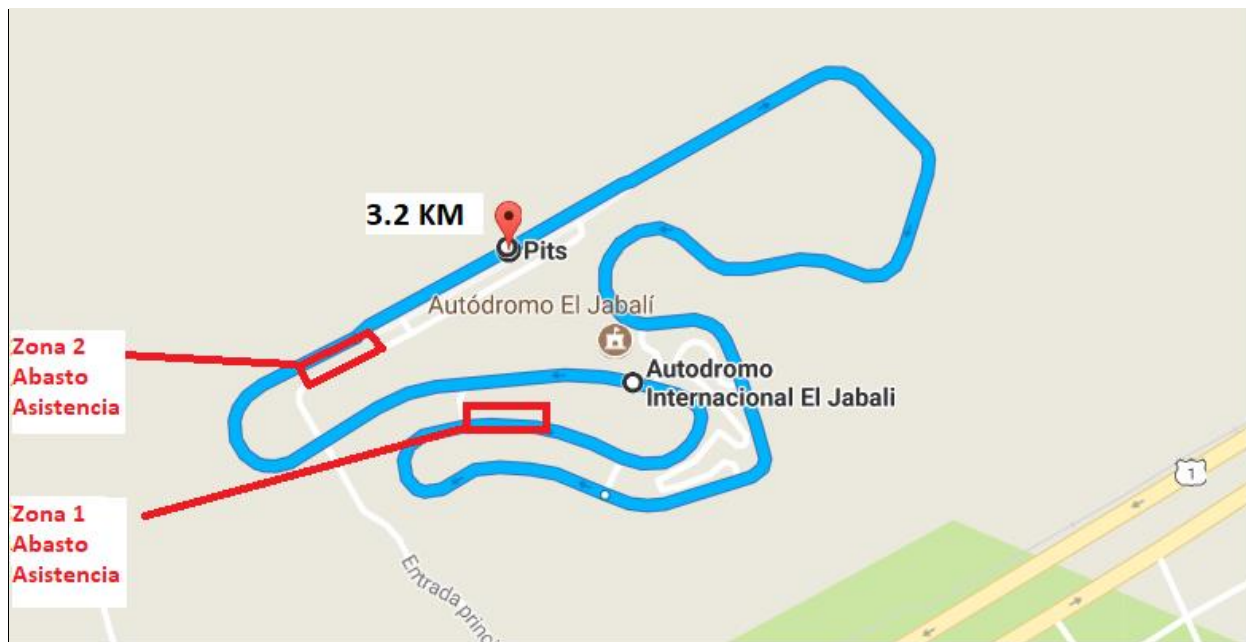 3.2 KM
Pits
Autódromo El Jabalí
Zona 2
Abasto
Asistencia
Autodromo
Internacional El Jabali
1
Zona 1
Abasto
Asistencia
Entrada princ